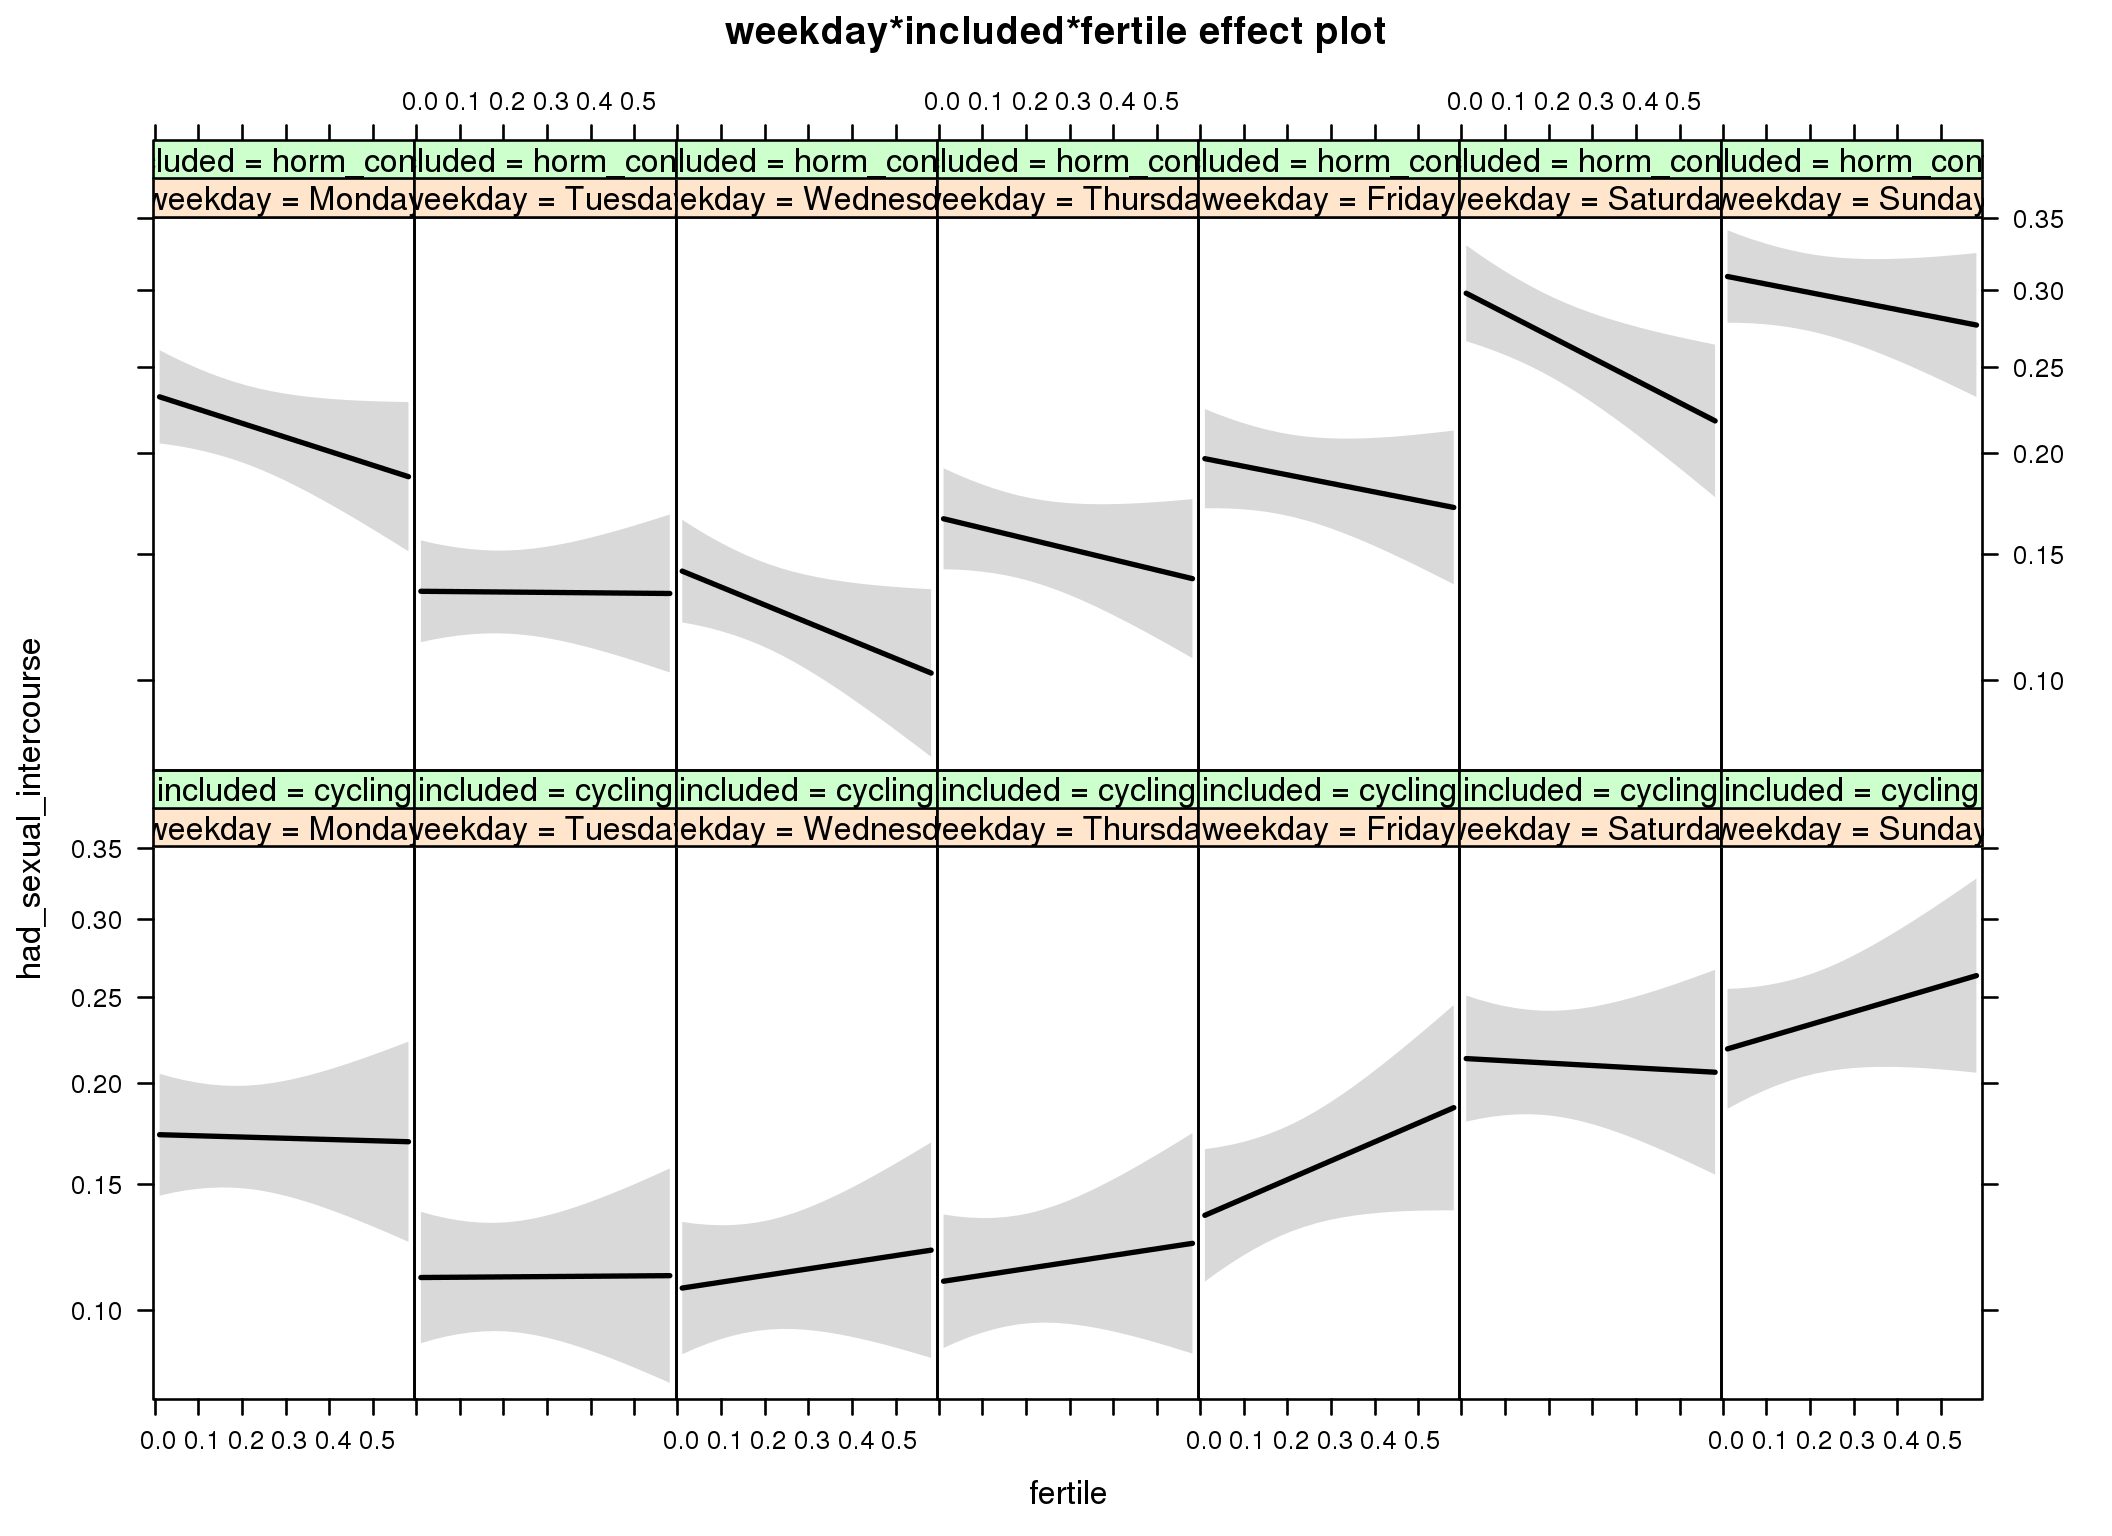 weekday*included*fertile effect plot
0.0 0.1 0.2 0.3 0.4 0.5 0.0 0.1 0.2 0.3 0.4 0.5 0.0 0.1 0.2 0.3 0.4 0.5
luded = horm_con luded = horm_con luded = horm_con luded = horm_con luded = horm_con luded = horm_con luded = horm_con
weekday = Monday weekday = Tuesda ekday = Wednesd eekday = Thursda weekday = Friday weekday = Saturda weekday = Sunday
0.35
0.30
0.25
0.20
0.15
0.10
had_sexual_intercourse
included = cycling included = cycling included = cycling included = cycling included = cycling included = cycling included = cycling
weekday = Monday weekday = Tuesda ekday = Wednesd eekday = Thursda weekday = Friday weekday = Saturda weekday = Sunday
0.35
0.30
0.25
0.20
0.15
0.10
0.0 0.1 0.2 0.3 0.4 0.5 0.0 0.1 0.2 0.3 0.4 0.5 0.0 0.1 0.2 0.3 0.4 0.5 0.0 0.1 0.2 0.3 0.4 0.5
fertile